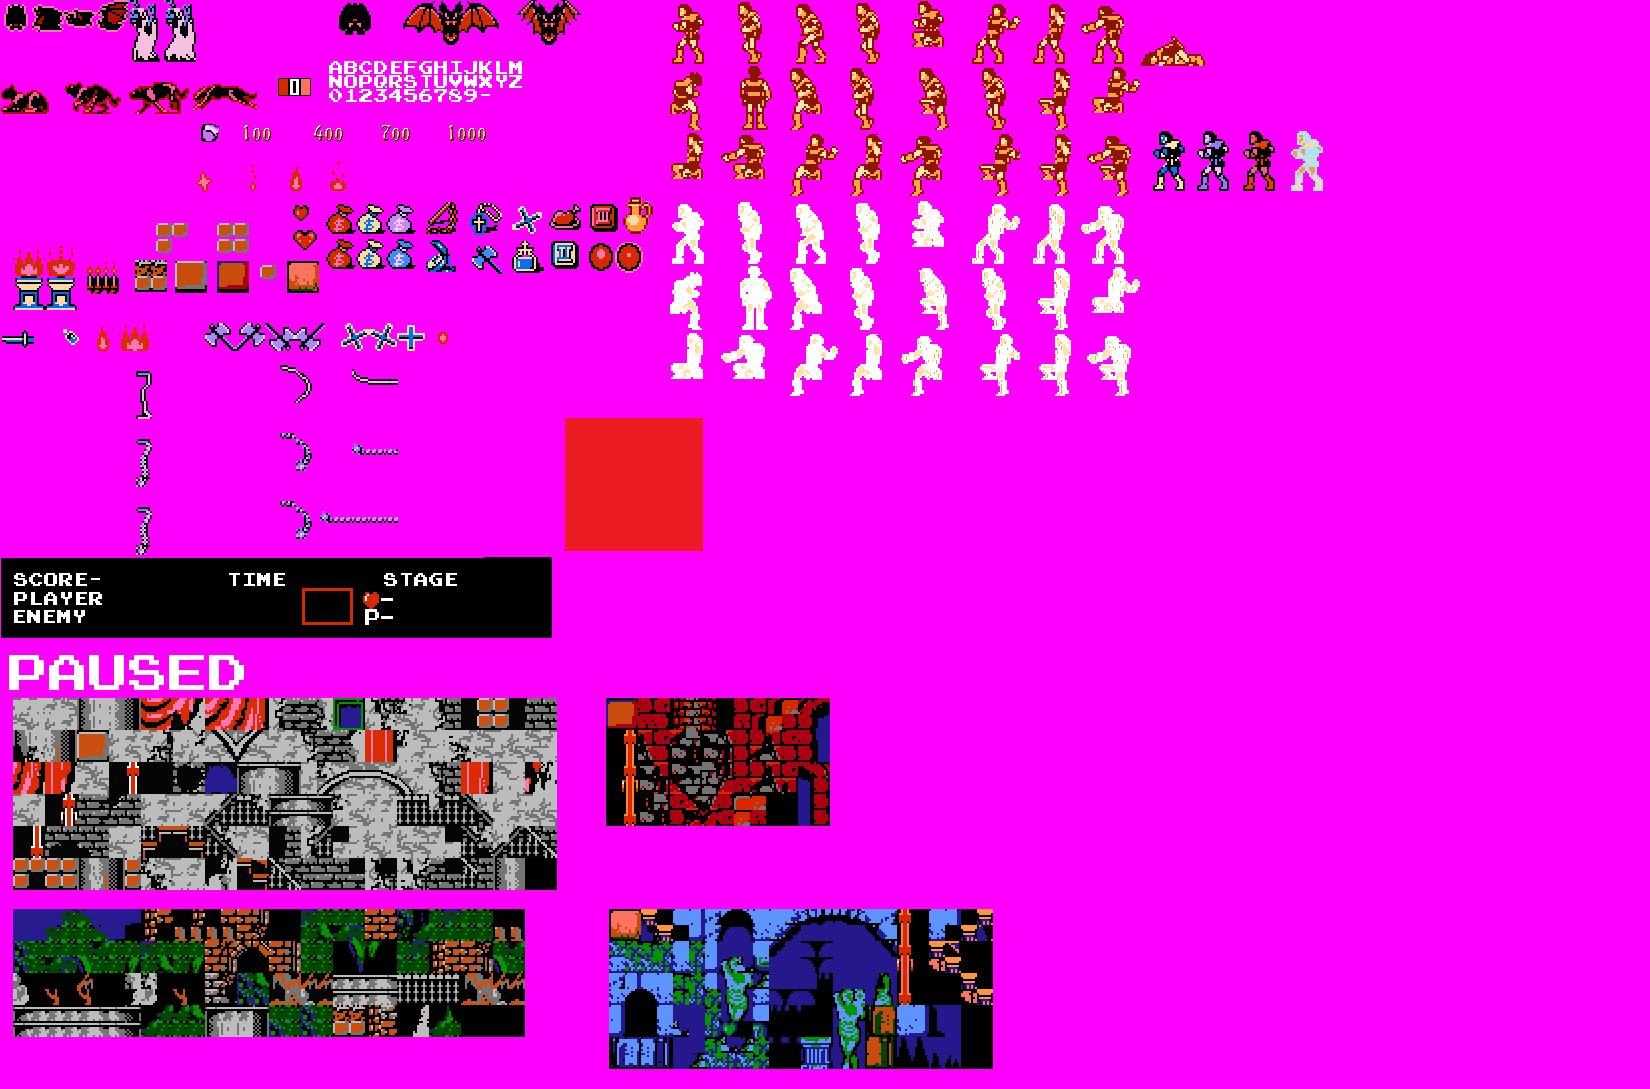 ABCDEFGHIJKLM
NOPQRSTUVWXYZ
0123456789-
100 400 700 1000
SCORE- TIME STAGE
PLAYER -
ENEMY P-
PAUSED